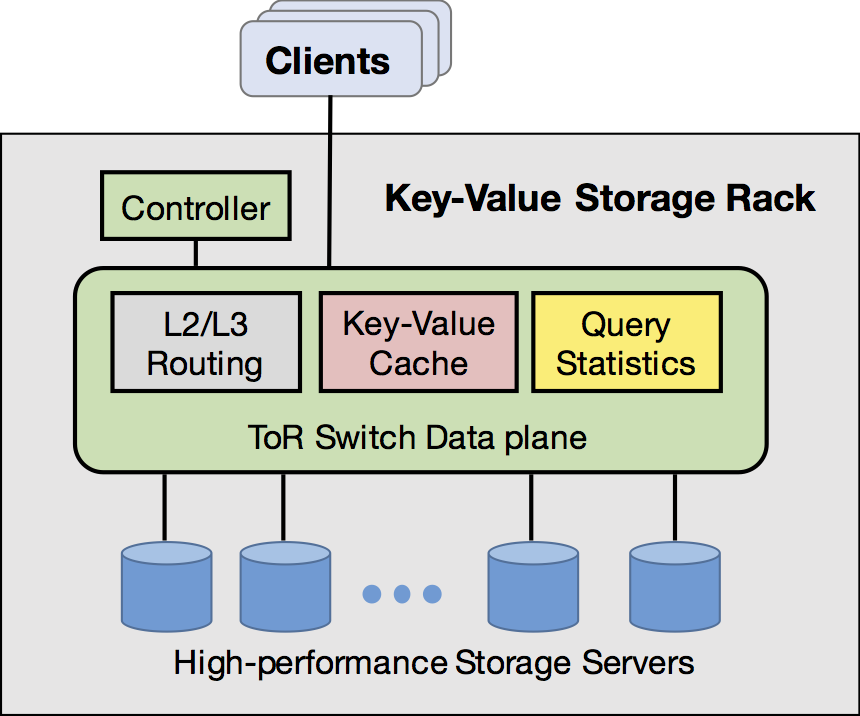 Clients
Controller
Key-Value Storage Rack
L2/L3
Routing
Key-Value
Cache
Query
Statistics
ToR Switch Data plane
High-performance Storage Servers